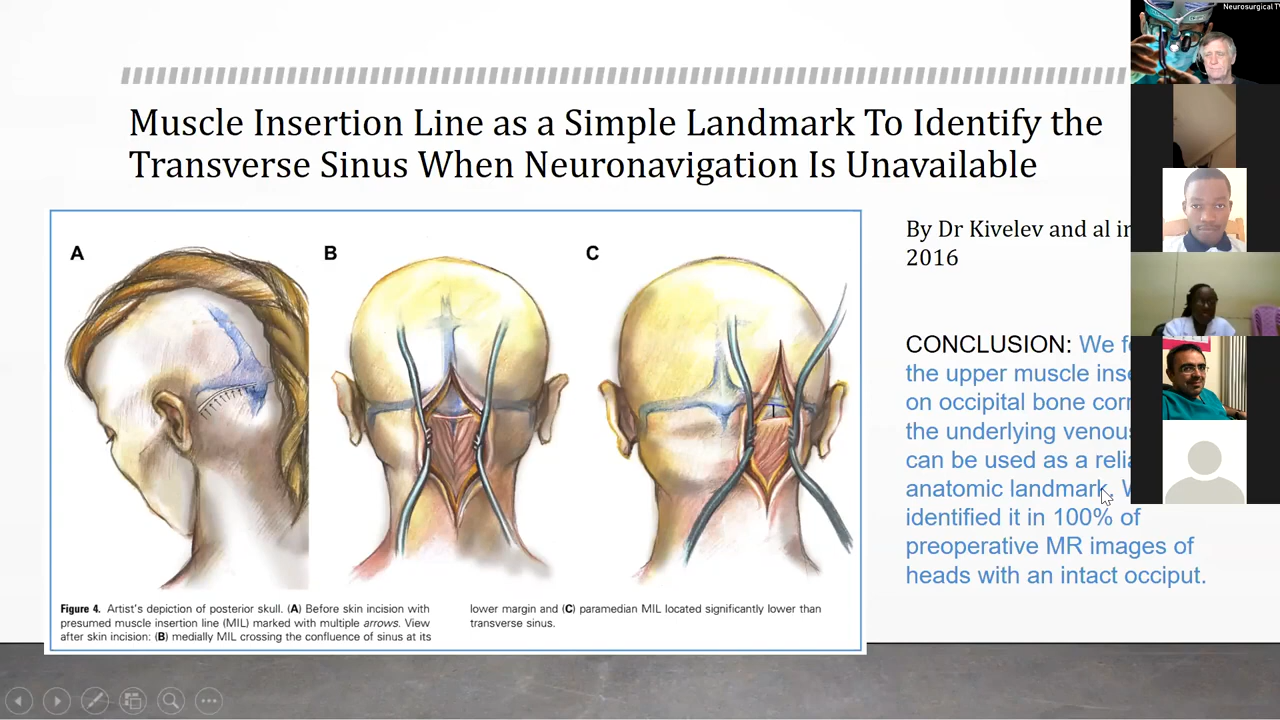 Neurosurgical
Muscle Insertion Line as a Simple Landmark To Identify the
Transverse Sinus When Neuronavigation Is Unavailable
By Dr Kivelev and al
2016
A
B
C
CONCLUSION: We
the upper muscle
on occipital bone
the underlying
can be used as a
anatomic landmark.
identified it in 100% of
preoperative MR images of
heads with an intact occiput.
Figure 4. Artist's depiction of posterior skull. (A) Before skin incision with
presumed muscle insertion line (MIL) marked with multiple arrows. View
after skin incision: (B) medially MIL crossing the confluence of sinus at its
lower margin and (C) paramedian MIL located significantly lower than
transverse sinus.